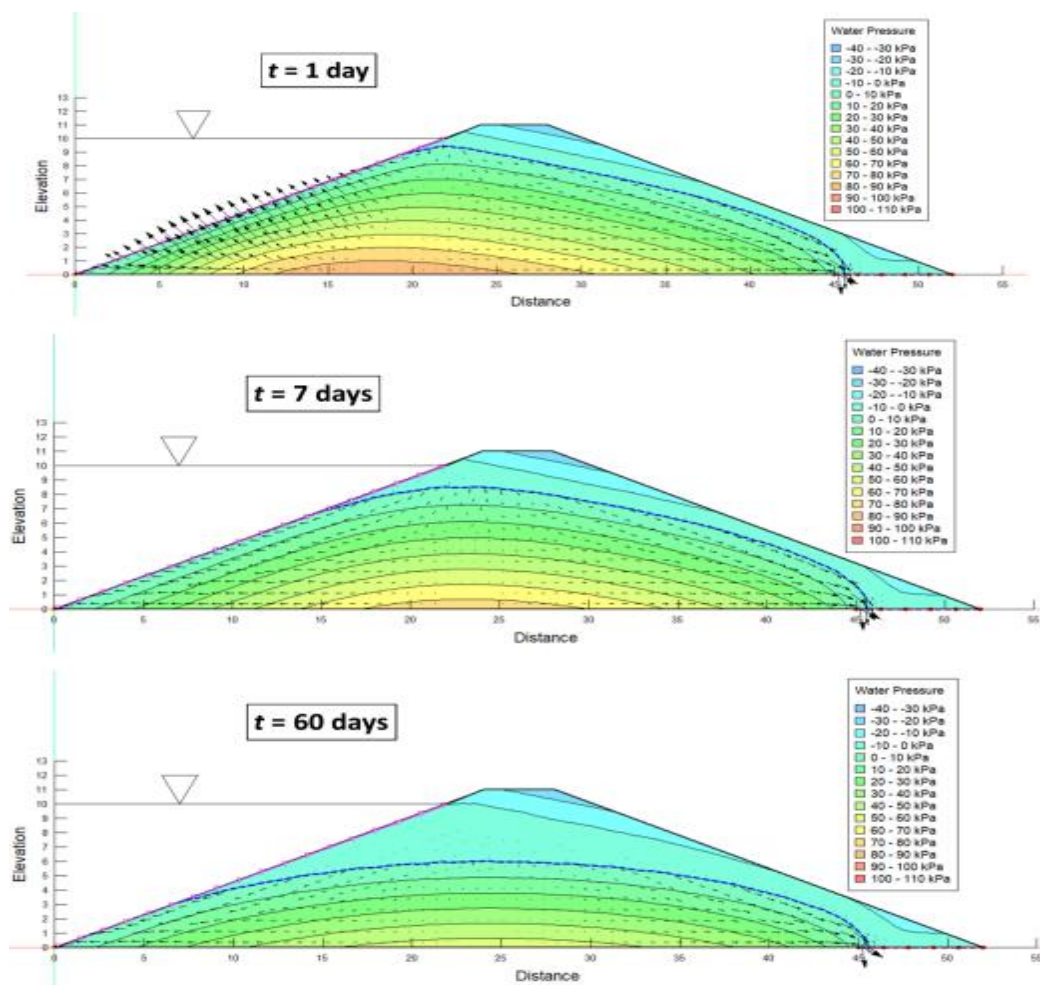 t = 1 day
Water Pressure
-40 - -30 kPa
-30 - -20 kPa
-20 - -10 kPa
-10 - 0 kPa
0 - 10 kPa
10 - 20 kPa
20 - 30 kPa
30 - 40 kPa
40 - 50 kPa
50 - 60 kPa
60 - 70 kPa
70 - 80 kPa
80 - 90 kPa
90 - 100 kPa
100 - 110 kPa
13
12
11
10
9
8
7
6
5
4
3
2
1
0
Elevation
0 5 10 15 20 25 30 35 40 45 50 55
Distance
t = 7 days
Water Pressure
-40 - -30 kPa
-30 - -20 kPa
-20 - -10 kPa
-10 - 0 kPa
0 - 10 kPa
10 - 20 kPa
20 - 30 kPa
30 - 40 kPa
40 - 50 kPa
50 - 60 kPa
60 - 70 kPa
70 - 80 kPa
80 - 90 kPa
90 - 100 kPa
100 - 110 kPa
13
12
11
10
9
8
7
6
5
4
3
2
1
0
Elevation
0 5 10 15 20 25 30 35 40 45 50 55
Distance
t = 60 days
Water Pressure
-40 - -30 kPa
-30 - -20 kPa
-20 - -10 kPa
-10 - 0 kPa
0 - 10 kPa
10 - 20 kPa
20 - 30 kPa
30 - 40 kPa
40 - 50 kPa
50 - 60 kPa
60 - 70 kPa
70 - 80 kPa
80 - 90 kPa
90 - 100 kPa
100 - 110 kPa
13
12
11
10
9
8
7
6
5
4
3
2
1
0
Elevation
0 5 10 15 20 25 30 35 40 45 50 55
Distance